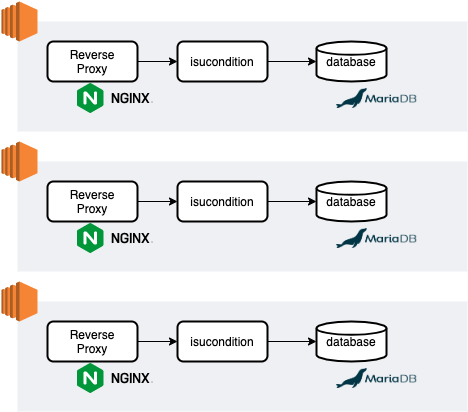 Reverse
Proxy
isucondition
database
NGINX
MariaDB
Reverse
Proxy
isucondition
database
NGINX
MariaDB
Reverse
Proxy
isucondition
database
NGINX
MariaDB